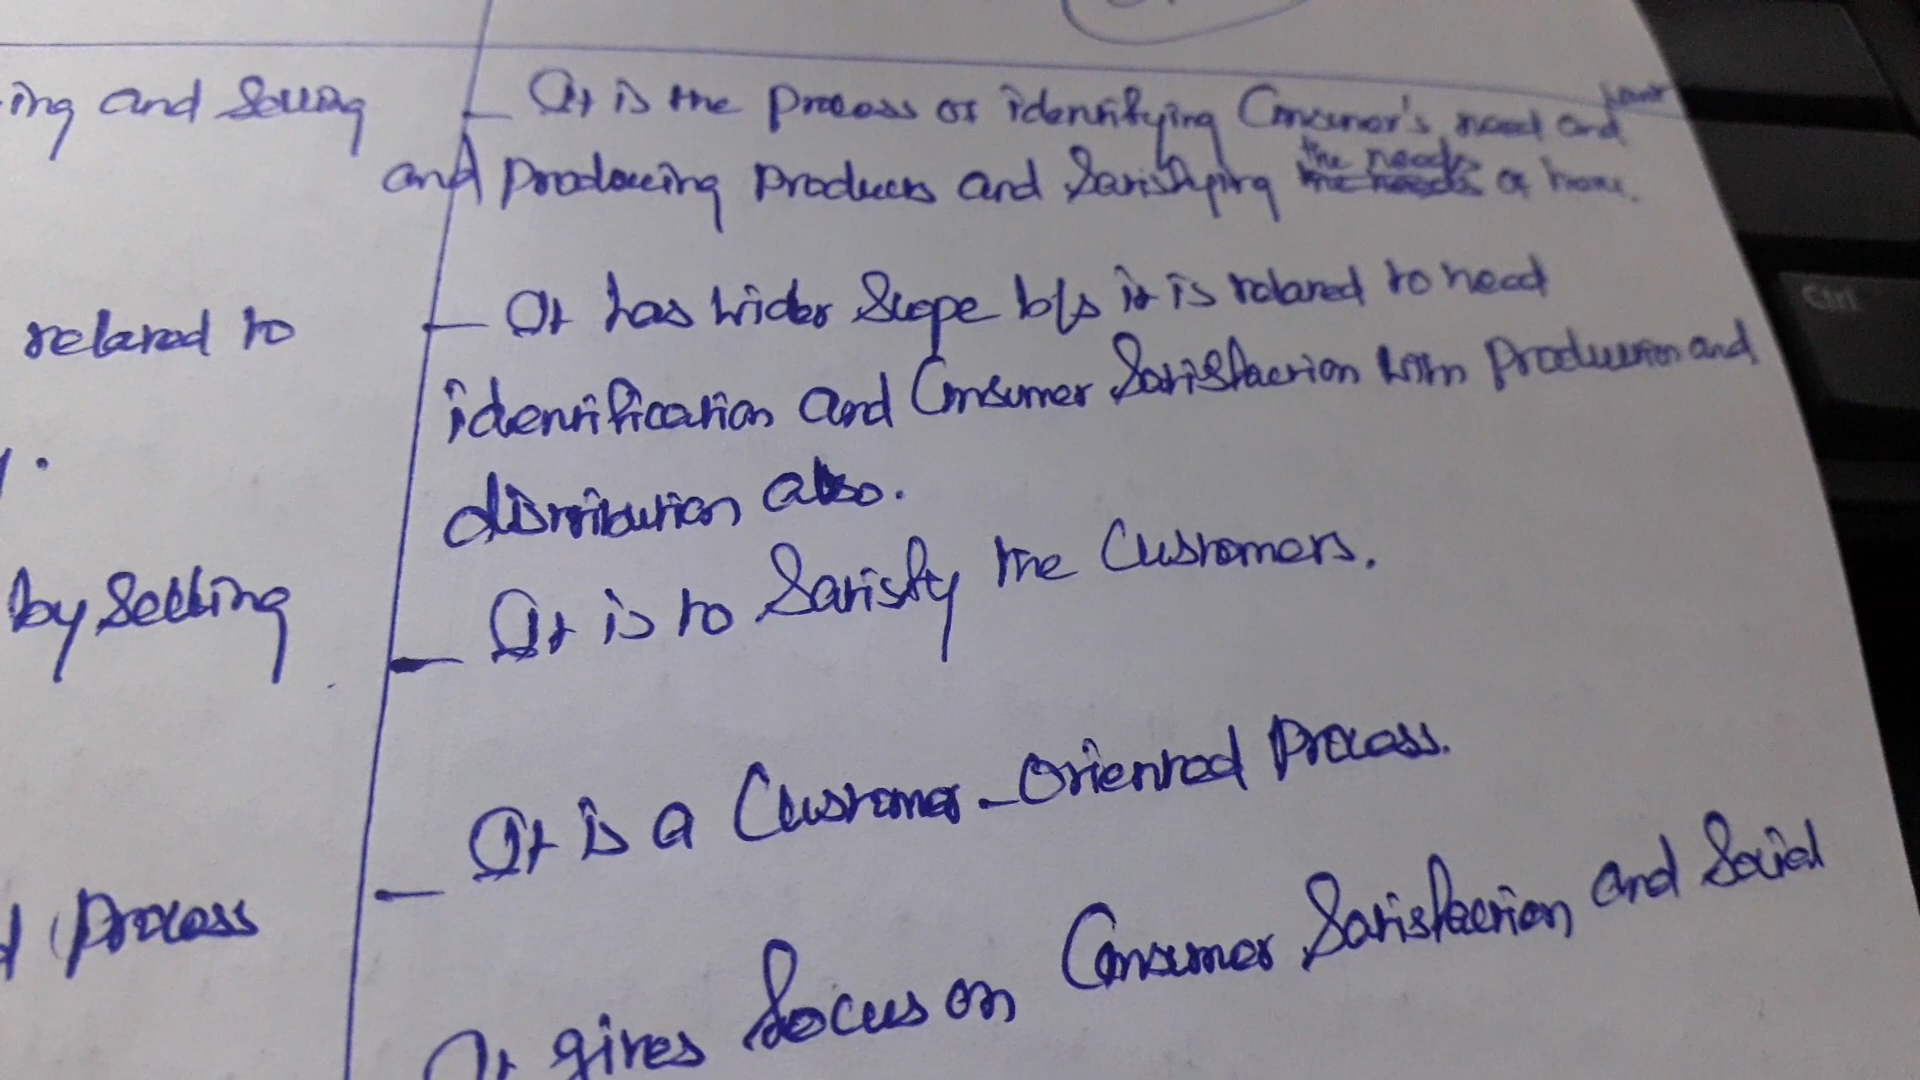 ing and Selling
— It is the Process of identifying Consumer's need and want
and producing products and Satisfying the needs of
related to
— It has wider Scope b/s it is related to need
identification and Consumer Satisfaction with production and
distribution also.
by Selling
— It is to Satisfy the Customers.
— It is a Customer-Oriented Process.
Process
It gives focus on Consumer Satisfaction and Social
Ctrl